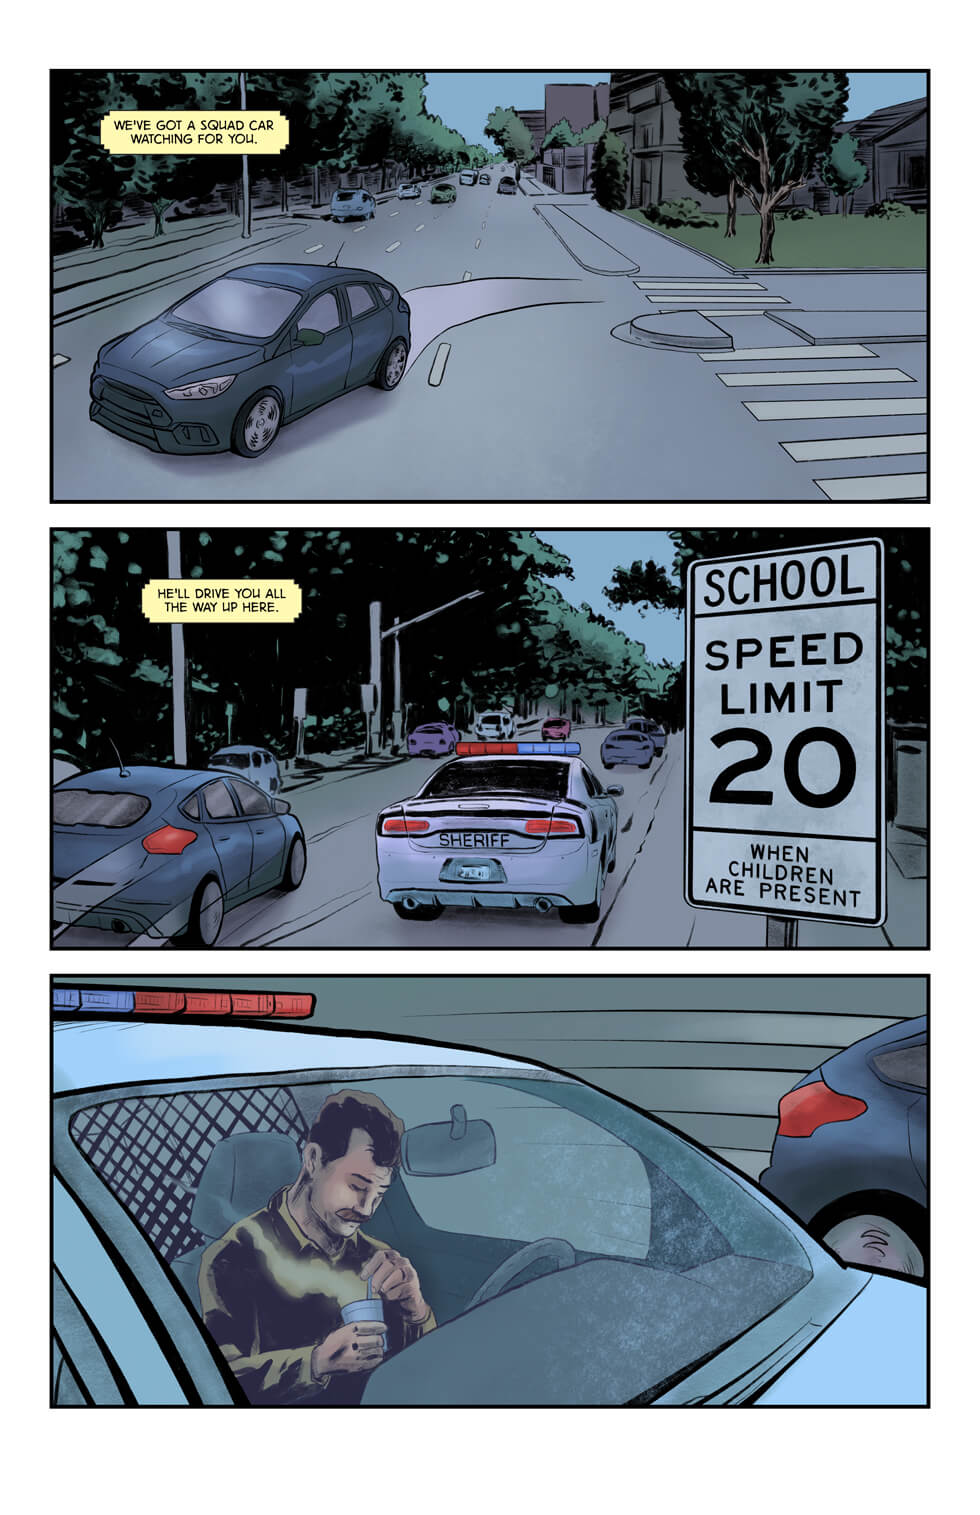 WE'VE GOT A SQUAD CAR
WATCHING FOR YOU.
HE'LL DRIVE YOU ALL
THE WAY UP HERE.
SCHOOL
SPEED
LIMIT
20
WHEN
CHILDREN
ARE PRESENT
SHERIFF